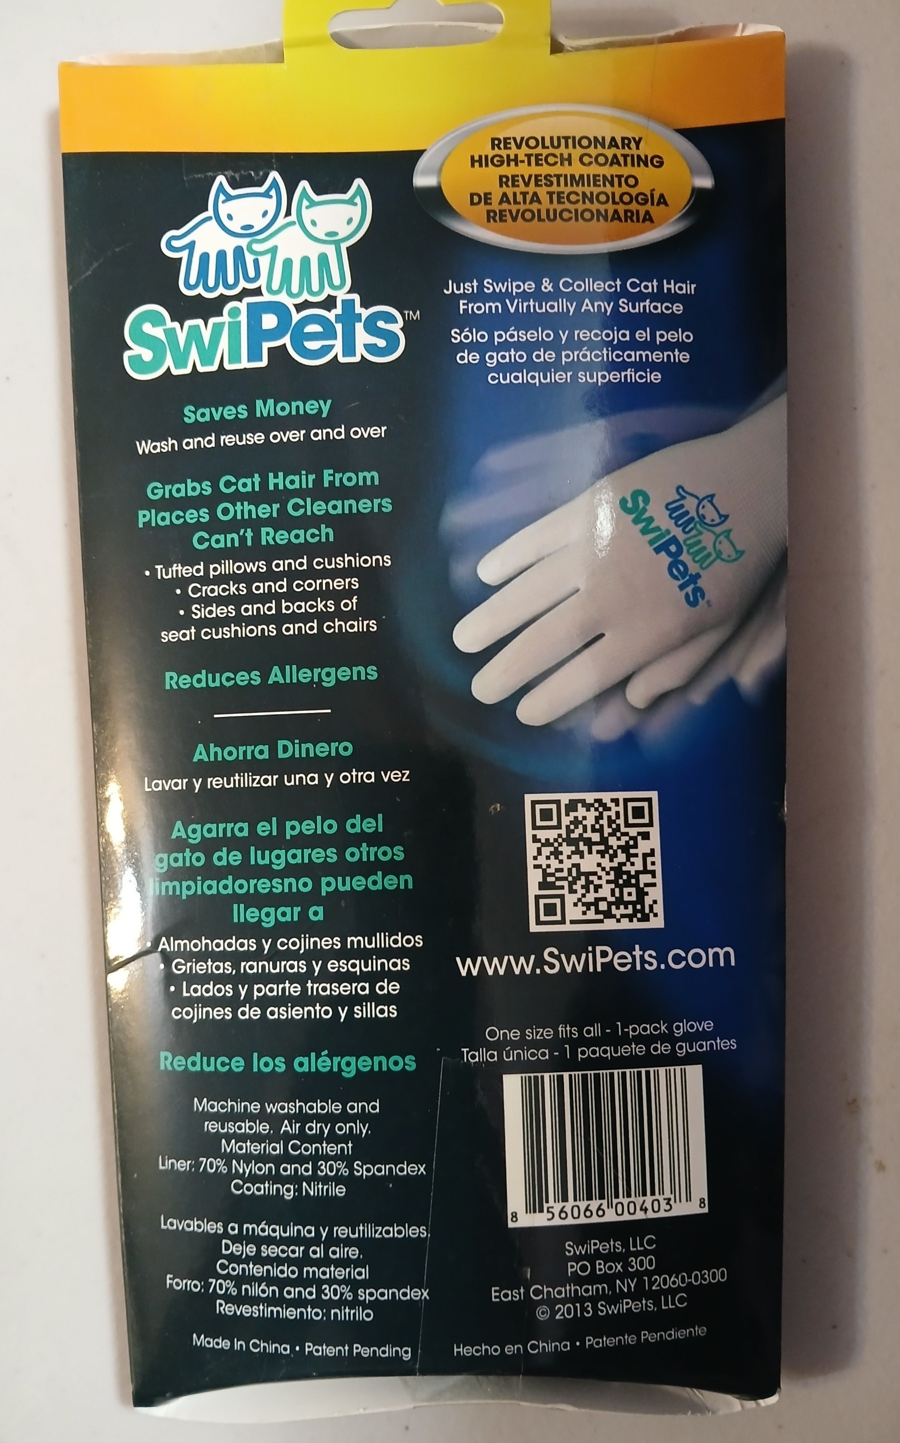 REVOLUTIONARY
HIGH-TECH COATING
REVESTIMIENTO
DE ALTA TECNOLOGÍA
REVOLUCIONARIA
SwiPets™
Just Swipe & Collect Cat Hair
From Virtually Any Surface
Sólo páselo y recoja el pelo
de gato de prácticamente
cualquier superficie
Saves Money
Wash and reuse over and over
Grabs Cat Hair From
Places Other Cleaners
Can't Reach
• Tufted pillows and cushions
• Cracks and corners
• Sides and backs of
seat cushions and chairs
Reduces Allergens
Ahorra Dinero
Lavar y reutilizar una y otra vez
Agarra el pelo del
gato de lugares otros
limpiadoresno pueden
llegar a
• Almohadas y cojines mullidos
• Grietas, ranuras y esquinas
• Lados y parte trasera de
cojines de asiento y sillas
Reduce los alérgenos
Machine washable and
reusable. Air dry only.
Material Content
Liner: 70% Nylon and 30% Spandex
Coating: Nitrile
Lavables a máquina y reutilizables.
Deje secar al aire.
Contenido material
Forro: 70% nilón and 30% spandex
Revestimiento: nitrilo
Made In China • Patent Pending
SwiPets™
www.SwiPets.com
One size fits all - 1-pack glove
Talla única - 1 paquete de guantes
8 56066 00403 8
SwiPets, LLC
PO Box 300
East Chatham, NY 12060-0300
© 2013 SwiPets, LLC
Hecho en China • Patente Pendiente